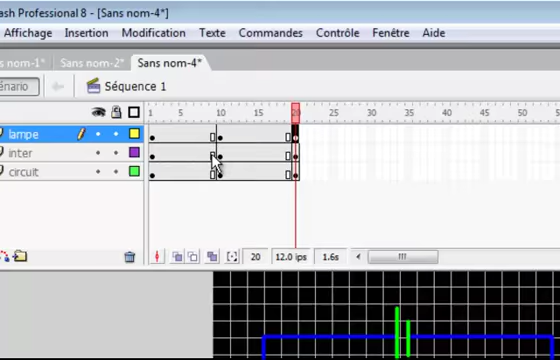 ash Professional 8 - [Sans nom-4*]
Affichage Insertion Modification Texte Commandes Contrôle Fenêtre Aide
s nom-1* Sans nom-2* Sans nom-4*
énario Séquence 1
1 5 10 15 20 25 30 35 40 45 50
lampe
inter
circuit
20 12.0 ips 1.6s